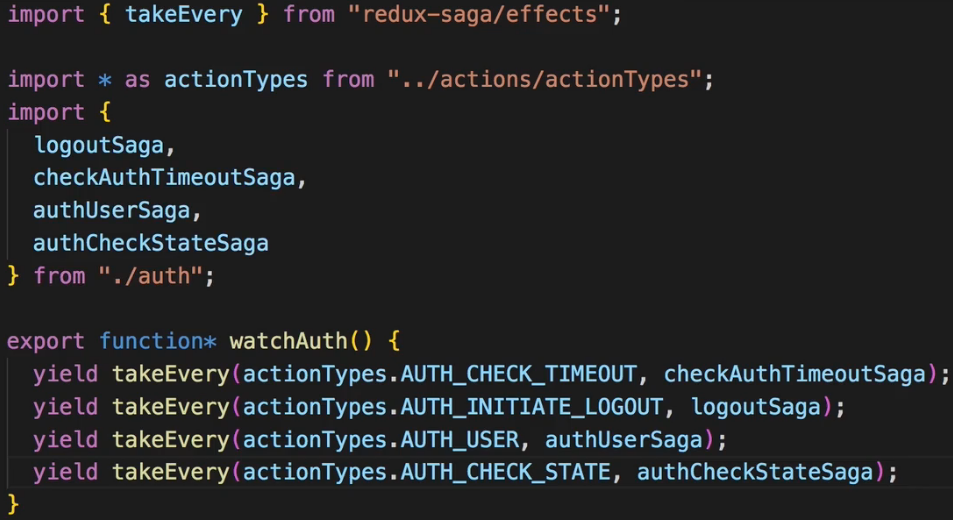 import { takeEvery } from "redux-saga/effects";
import * as actionTypes from "../actions/actionTypes";
import {
logoutSaga,
checkAuthTimeoutSaga,
authUserSaga,
authCheckStateSaga
} from "./auth";
export function* watchAuth() {
yield takeEvery(actionTypes.AUTH_CHECK_TIMEOUT, checkAuthTimeoutSaga);
yield takeEvery(actionTypes.AUTH_INITIATE_LOGOUT, logoutSaga);
yield takeEvery(actionTypes.AUTH_USER, authUserSaga);
yield takeEvery(actionTypes.AUTH_CHECK_STATE, authCheckStateSaga);
}